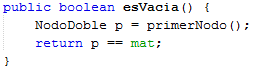 public boolean esVacia() {
    NodoDoble p = primerNodo();
    return p == mat;
}